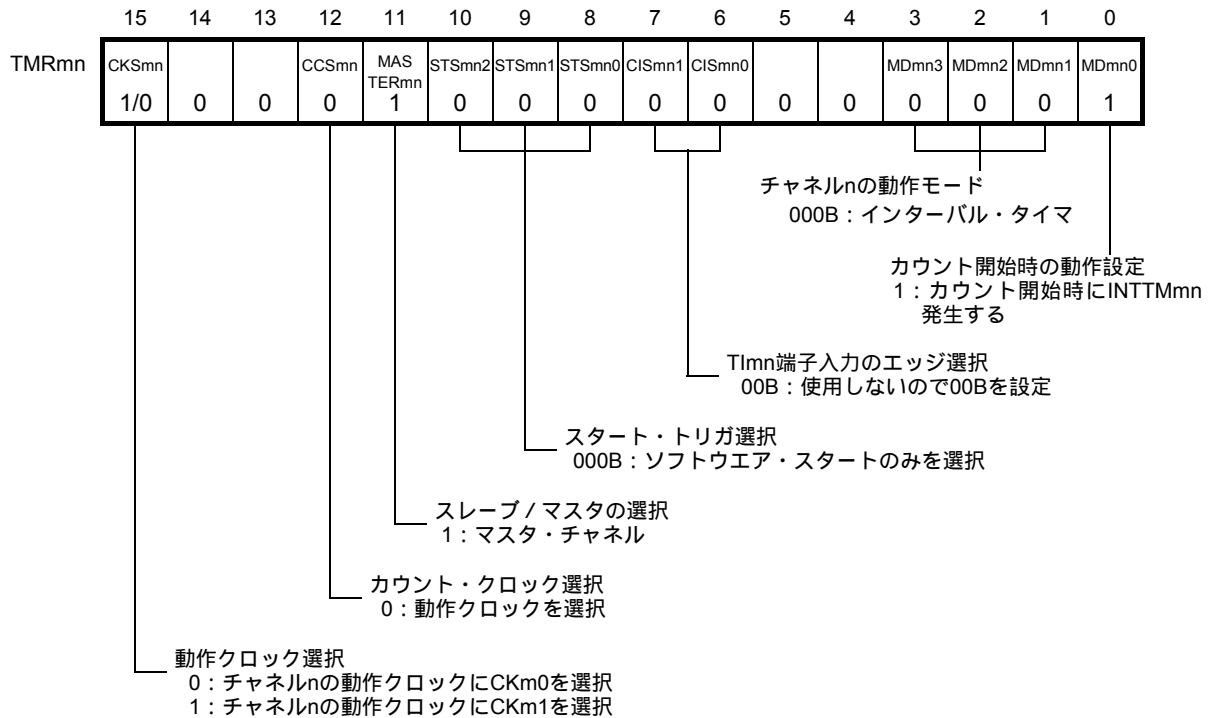 15 14 13 12 11 10 9 8 7 6 5 4 3 2 1 0
TMRmn CKSmn CCSmn MAS TERmn STSmn2 STSmn1 STSmn0 CISmn1 CISmn0 MDmn3 MDmn2 MDmn1 MDmn0
1/0 0 0 0 1 0 0 0 0 0 0 0 0 0 0 1
チャネルnの動作モード
000B：インターバル・タイマ
カウント開始時の動作設定
1：カウント開始時にINTTMmn
発生する
TImn端子入力のエッジ選択
00B：使用しないので00Bを設定
スタート・トリガ選択
000B：ソフトウエア・スタートのみを選択
スレーブ／マスタの選択
1：マスタ・チャネル
カウント・クロック選択
0：動作クロックを選択
動作クロック選択
0：チャネルnの動作クロックにCKm0を選択
1：チャネルnの動作クロックにCKm1を選択